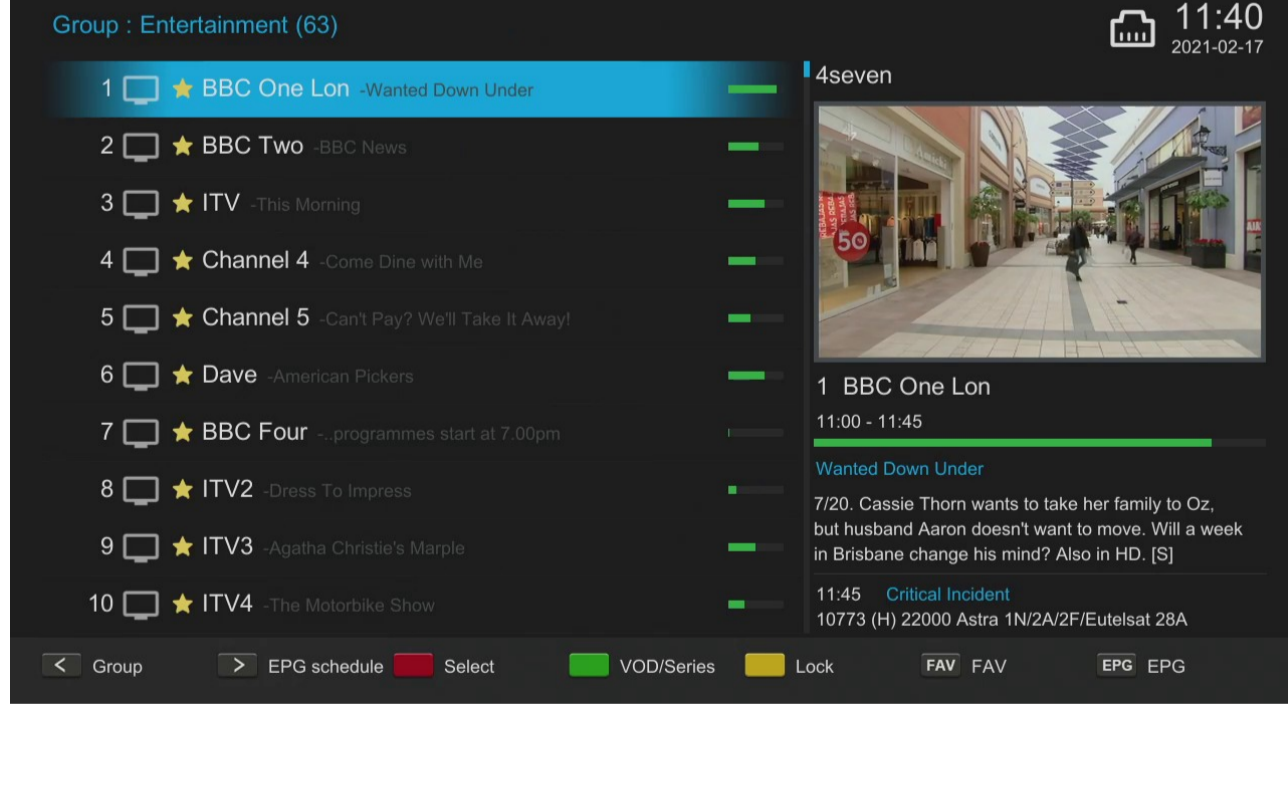 Group : Entertainment (63)
11:40
2021-02-17
1 BBC One Lon -Wanted Down Under
2 BBC Two -BBC News
3 ITV -This Morning
4 Channel 4 -Come Dine with Me
5 Channel 5 -Can't Pay? We'll Take It Away!
6 Dave -American Pickers
7 BBC Four -..programmes start at 7.00pm
8 ITV2 -Dress To Impress
9 ITV3 -Agatha Christie's Marple
10 ITV4 -The Motorbike Show
4seven
50
1 BBC One Lon
11:00 - 11:45
Wanted Down Under
7/20. Cassie Thorn wants to take her family to Oz,
but husband Aaron doesn't want to move. Will a week
in Brisbane change his mind? Also in HD. [S]
11:45 Critical Incident
10773 (H) 22000 Astra 1N/2A/2F/Eutelsat 28A
< Group > EPG schedule Select VOD/Series Lock FAV FAV EPG EPG